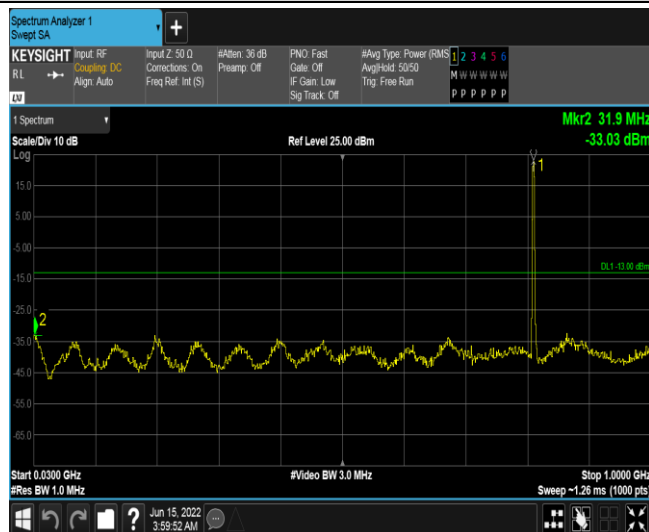 Spectrum Analyzer 1
Swept SA
+
KEYSIGHT
RL
LXI
Input: RF
Coupling: DC
Align: Auto
Input Z: 50 Ω
Corrections: On
Freq Ref: Int (S)
#Atten: 36 dB
Preamp: Off
PNO: Fast
Gate: Off
IF Gain: Low
Sig Track: Off
#Avg Type: Power (RMS
Avg|Hold: 50/50
Trig: Free Run
1 2 3 4 5 6
M W W W W W
P P P P P P
1 Spectrum
Mkr2 31.9 MHz
-33.03 dBm
Scale/Div 10 dB
Ref Level 25.00 dBm
Log
1
15.0
5.00
-5.00
DL1 -13.00 dBm
-15.0
-25.0
2
-35.0
-45.0
-55.0
-65.0
Start 0.0300 GHz
#Video BW 3.0 MHz
Stop 1.0000 GHz
#Res BW 1.0 MHz
Sweep ~1.26 ms (1000 pts)
?
Jun 15, 2022
3:59:52 AM